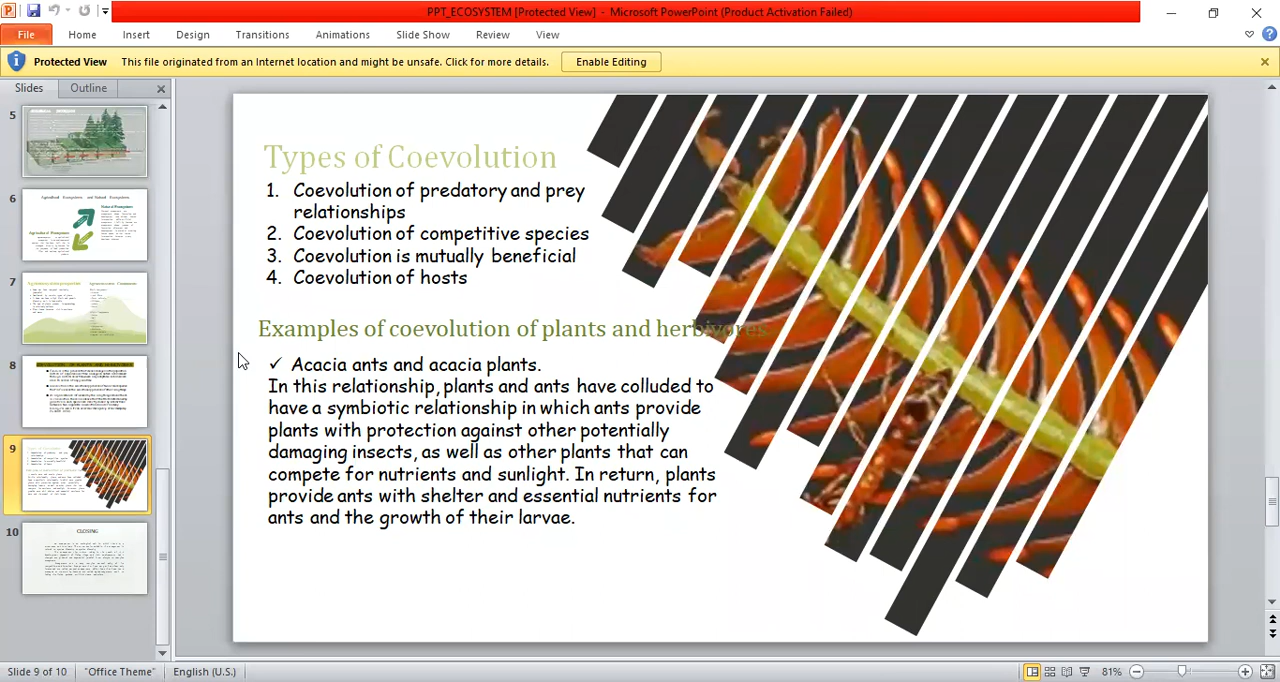 PPT_ECOSYSTEM [Protected View] - Microsoft PowerPoint (Product Activation Failed)
File Home Insert Design Transitions Animations Slide Show Review View
Protected View This file originated from an Internet location and might be unsafe. Click for more details. Enable Editing
Slides Outline
5
6
7
8
9
10
CLOSING
Types of Coevolution
1. Coevolution of predatory and prey
relationships
2. Coevolution of competitive species
3. Coevolution is mutually beneficial
4. Coevolution of hosts
Examples of coevolution of plants and herbivores
✓ Acacia ants and acacia plants.
In this relationship, plants and ants have colluded to
have a symbiotic relationship in which ants provide
plants with protection against other potentially
damaging insects, as well as other plants that can
compete for nutrients and sunlight. In return, plants
provide ants with shelter and essential nutrients for
ants and the growth of their larvae.
Slide 9 of 10 "Office Theme" English (U.S.) 81%